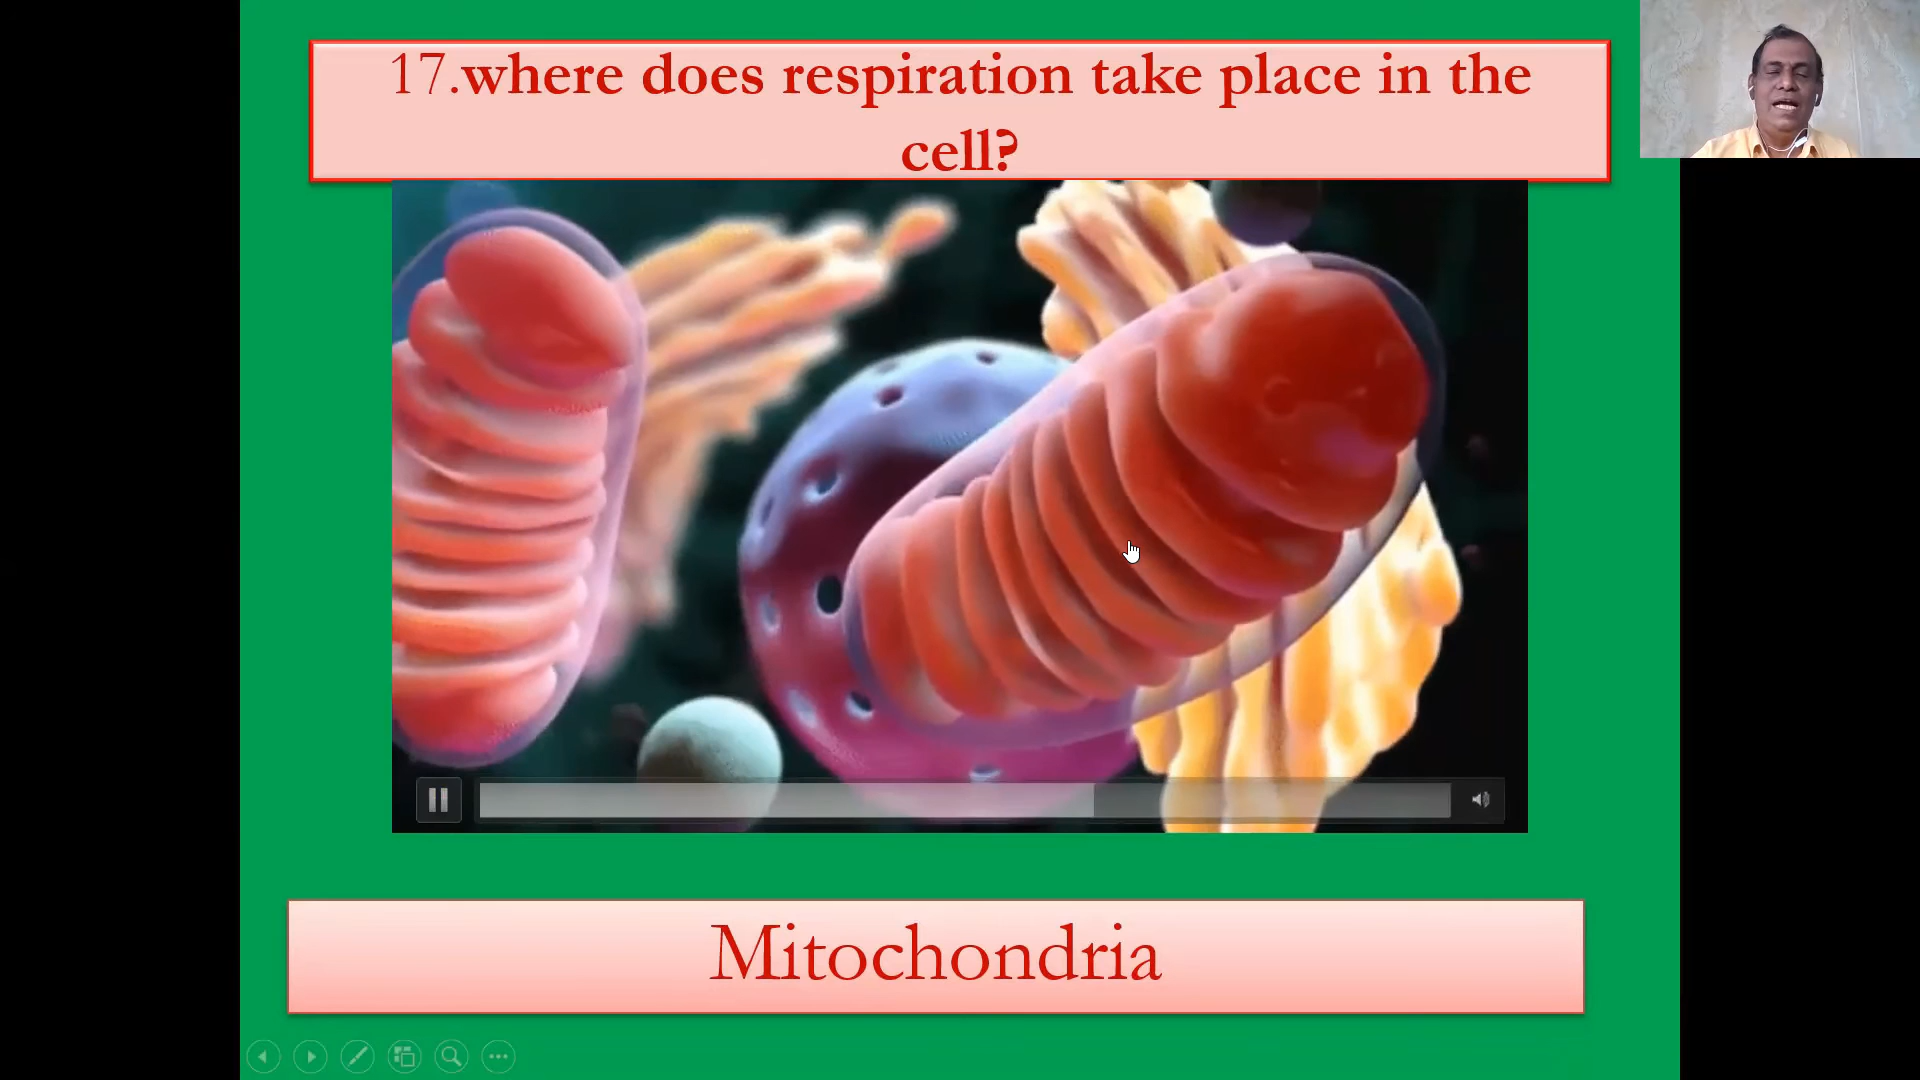 17.where does respiration take place in the
cell?
Mitochondria